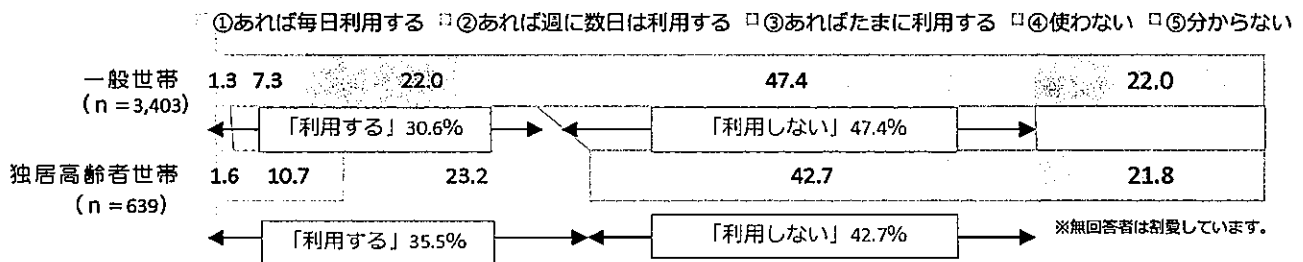 ①あれば毎日利用する □②あれば週に数日は利用する □③あればたまに利用する □④使わない □⑤分からない
一般世帯 1.3 7.3 22.0 47.4 22.0
(n=3,403)
「利用する」30.6% 「利用しない」47.4%
独居高齢者世帯 1.6 10.7 23.2 42.7 21.8
(n=639)
「利用する」35.5% 「利用しない」42.7% ※無回答者は割愛しています。